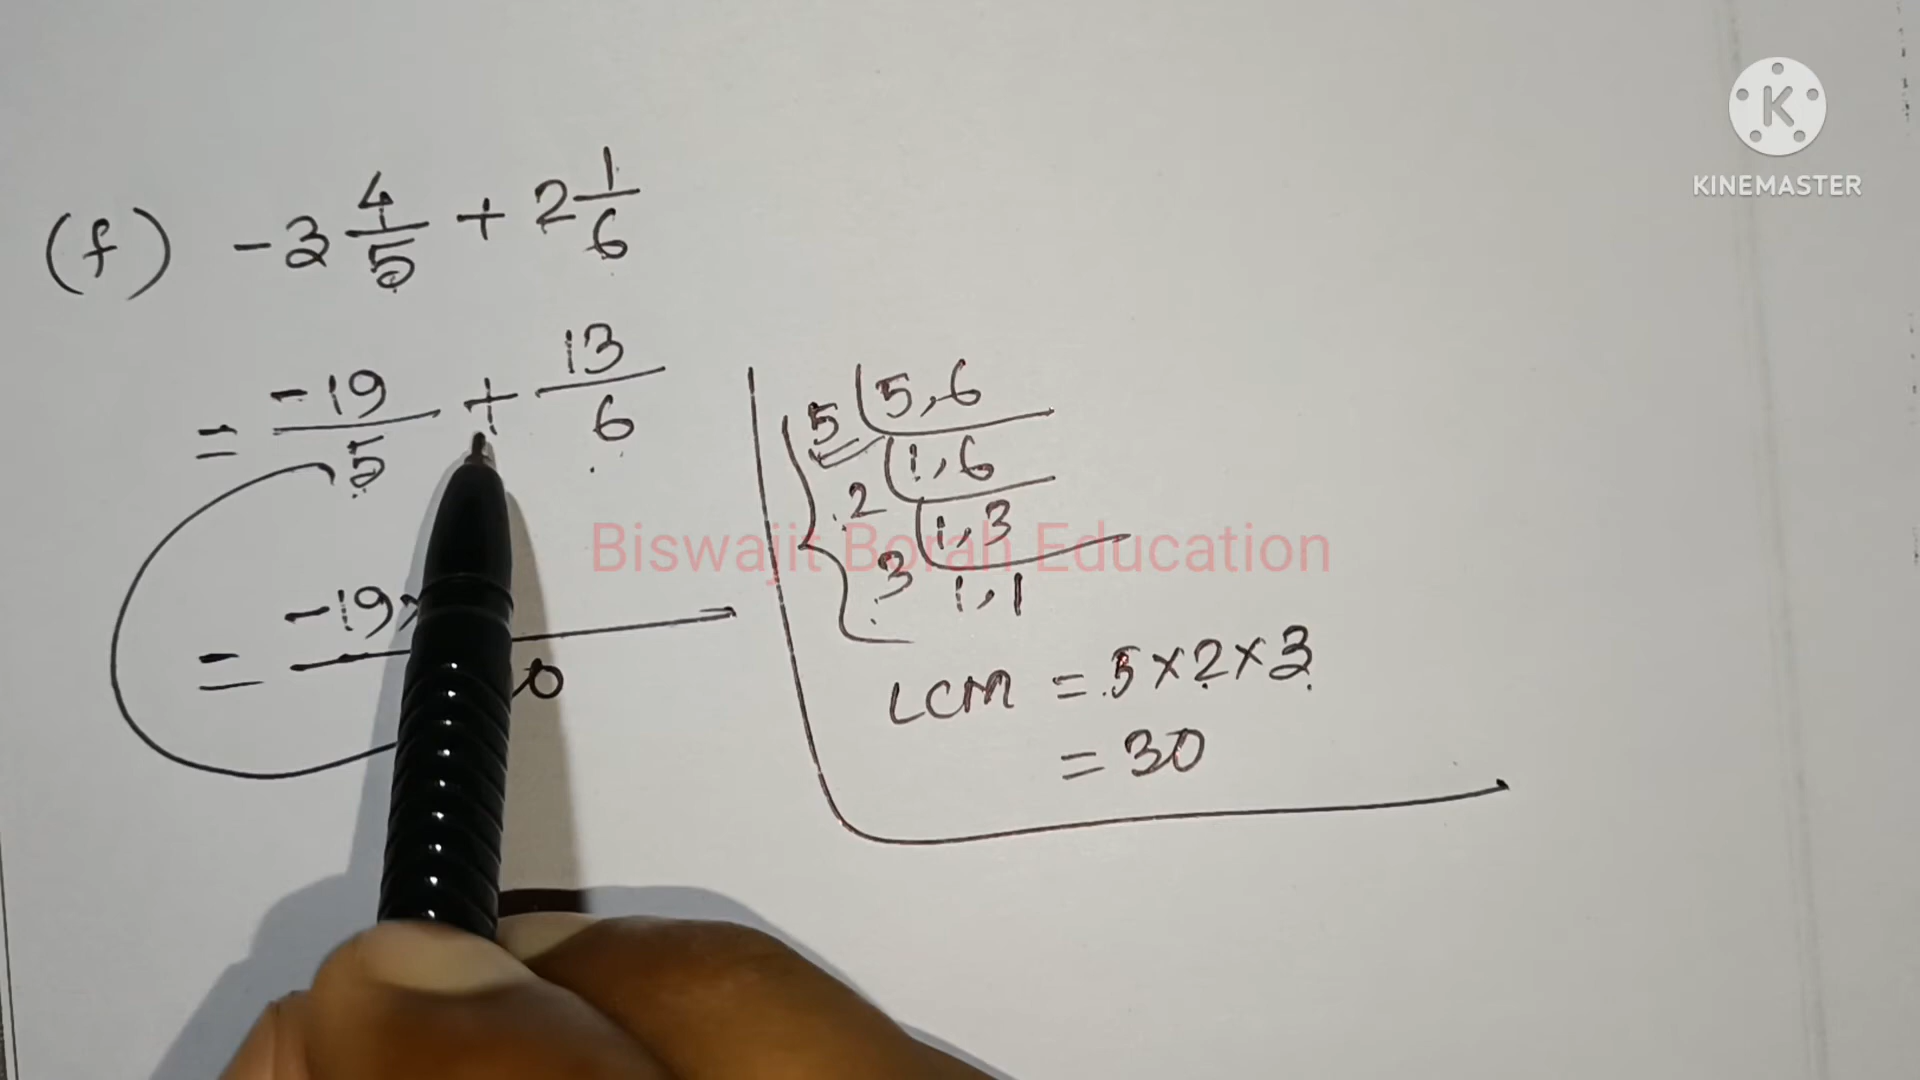 KINEMASTER
(f) -3 4/5 + 2 1/6
= -19/5 + 13/6
= -19
5 | 5, 6
2 | 1, 6
3 | 1, 3
1, 1
LCM = 5×2×3
= 30
Biswajit Borah Education